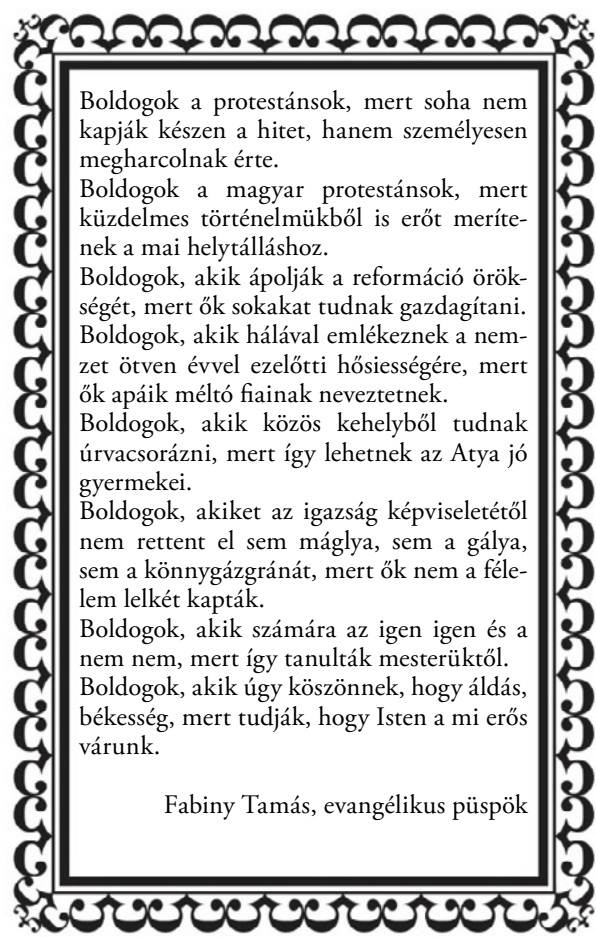 Boldogok a protestánsok, mert soha nem
kapják készen a hitet, hanem személyesen
megharcolnak érte.
Boldogok a magyar protestánsok, mert
küzdelmes történelmükből is erőt meríte-
nek a mai helytálláshoz.
Boldogok, akik ápolják a reformáció örök-
ségét, mert ők sokakat tudnak gazdagítani.
Boldogok, akik hálával emlékeznek a nem-
zet ötven évvel ezelőtti hősiességére, mert
ők apáik méltó fiainak neveztetnek.
Boldogok, akik közös kehelyből tudnak
úrvacsorázni, mert így lehetnek az Atya jó
gyermekei.
Boldogok, akiket az igazság képviseletétől
nem rettent el sem máglya, sem a gálya,
sem a könnygázgránát, mert ők nem a féle-
lem lelkét kapták.
Boldogok, akik számára az igen igen és a
nem nem, mert így tanulták mesterüktől.
Boldogok, akik úgy köszönnek, hogy áldás,
békesség, mert tudják, hogy Isten a mi erős
várunk.
Fabiny Tamás, evangélikus püspök